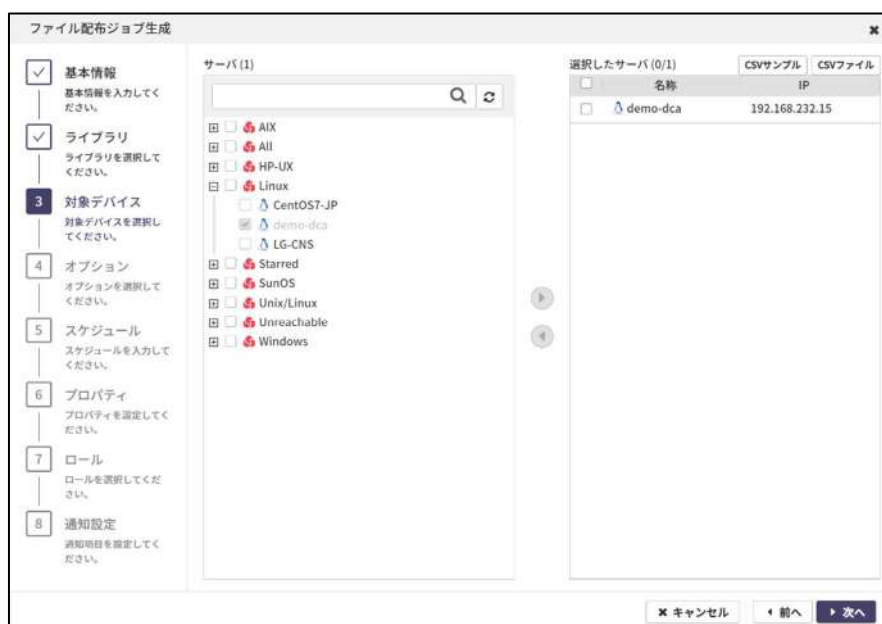 ファイル配布ジョブ生成
基本情報
基本情報を入力してく
ださい。
ライブラリ
ライブラリを選択して
ください。
3
対象デバイス
対象デバイスを選択し
てください。
4
オプション
オプションを選択して
ください。
5
スケジュール
スケジュールを入力して
ください。
6
プロパティ
プロパティを設定してく
ださい。
7
ロール
ロールを選択してくだ
さい。
8
通知設定
通知項目を設定してく
ださい。
サーバ (1)
AIX
All
HP-UX
Linux
CentOS7-JP
demo-dca
LG-CNS
Starred
SunOS
Unix/Linux
Unreachable
Windows
選択したサーバ (0/1)
CSVサンプル CSVファイル
名称 IP
demo-dca 192.168.232.15
キャンセル 前へ 次へ